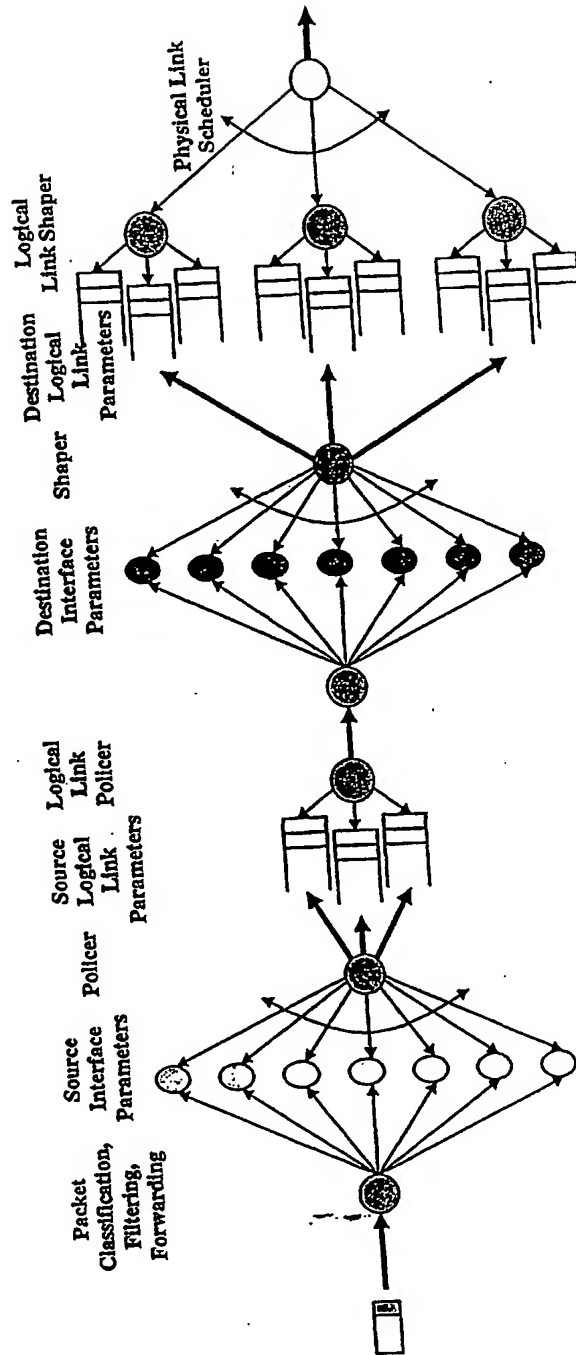 Packet
Classification,
Filtering,
Forwarding
Source
Interface
Parameters
Policer
Source
Logical
Link
Parameters
Logical
Link
Policer
Destination
Interface
Parameters
Shaper
Destination
Logical
Link
Parameters
Logical
Link Shaper
Physical Link
Scheduler